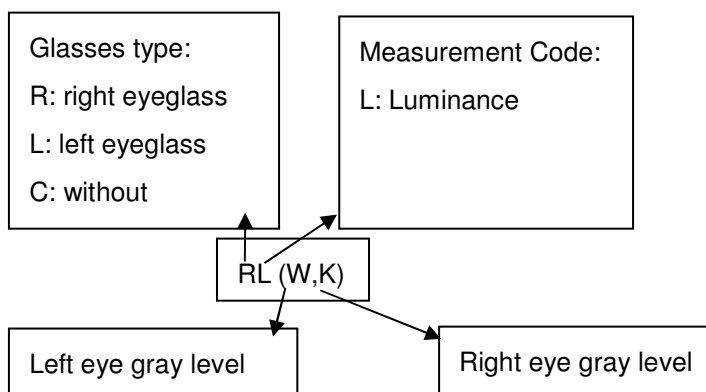 Glasses type:
R: right eyeglass
L: left eyeglass
C: without
Measurement Code:
L: Luminance
RL (W,K)
Left eye gray level
Right eye gray level